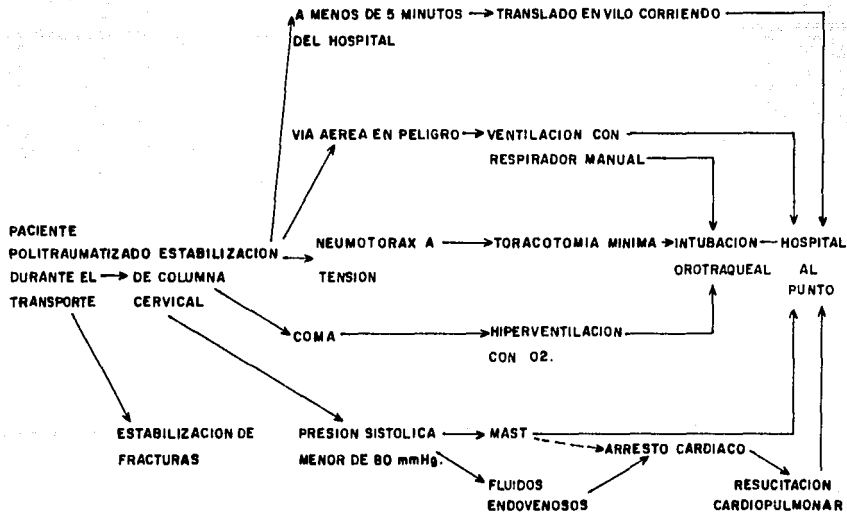 A MENOS DE 5 MINUTOS
DEL HOSPITAL
TRANSLADO EN VILO CORRIENDO
VIA AEREA EN PELIGRO
VENTILACION CON
RESPIRADOR MANUAL
PACIENTE
POLITRAUMATIZADO
DURANTE EL
TRANSPORTE
ESTABILIZACION
DE COLUMNA
CERVICAL
NEUMOTORAX A
TENSION
TORACOTOMIA MINIMA
INTUBACION
OROTRAQUEAL
HOSPITAL
AL
PUNTO
COMA
HIPERVENTILACION
CON O2.
ESTABILIZACION DE
FRACTURAS
PRESION SISTOLICA
MENOR DE 80 mmHg.
MAST
ARRESTO CARDIACO
FLUIDOS
ENDOVENOSOS
RESUCITACION
CARDIOPULMONAR